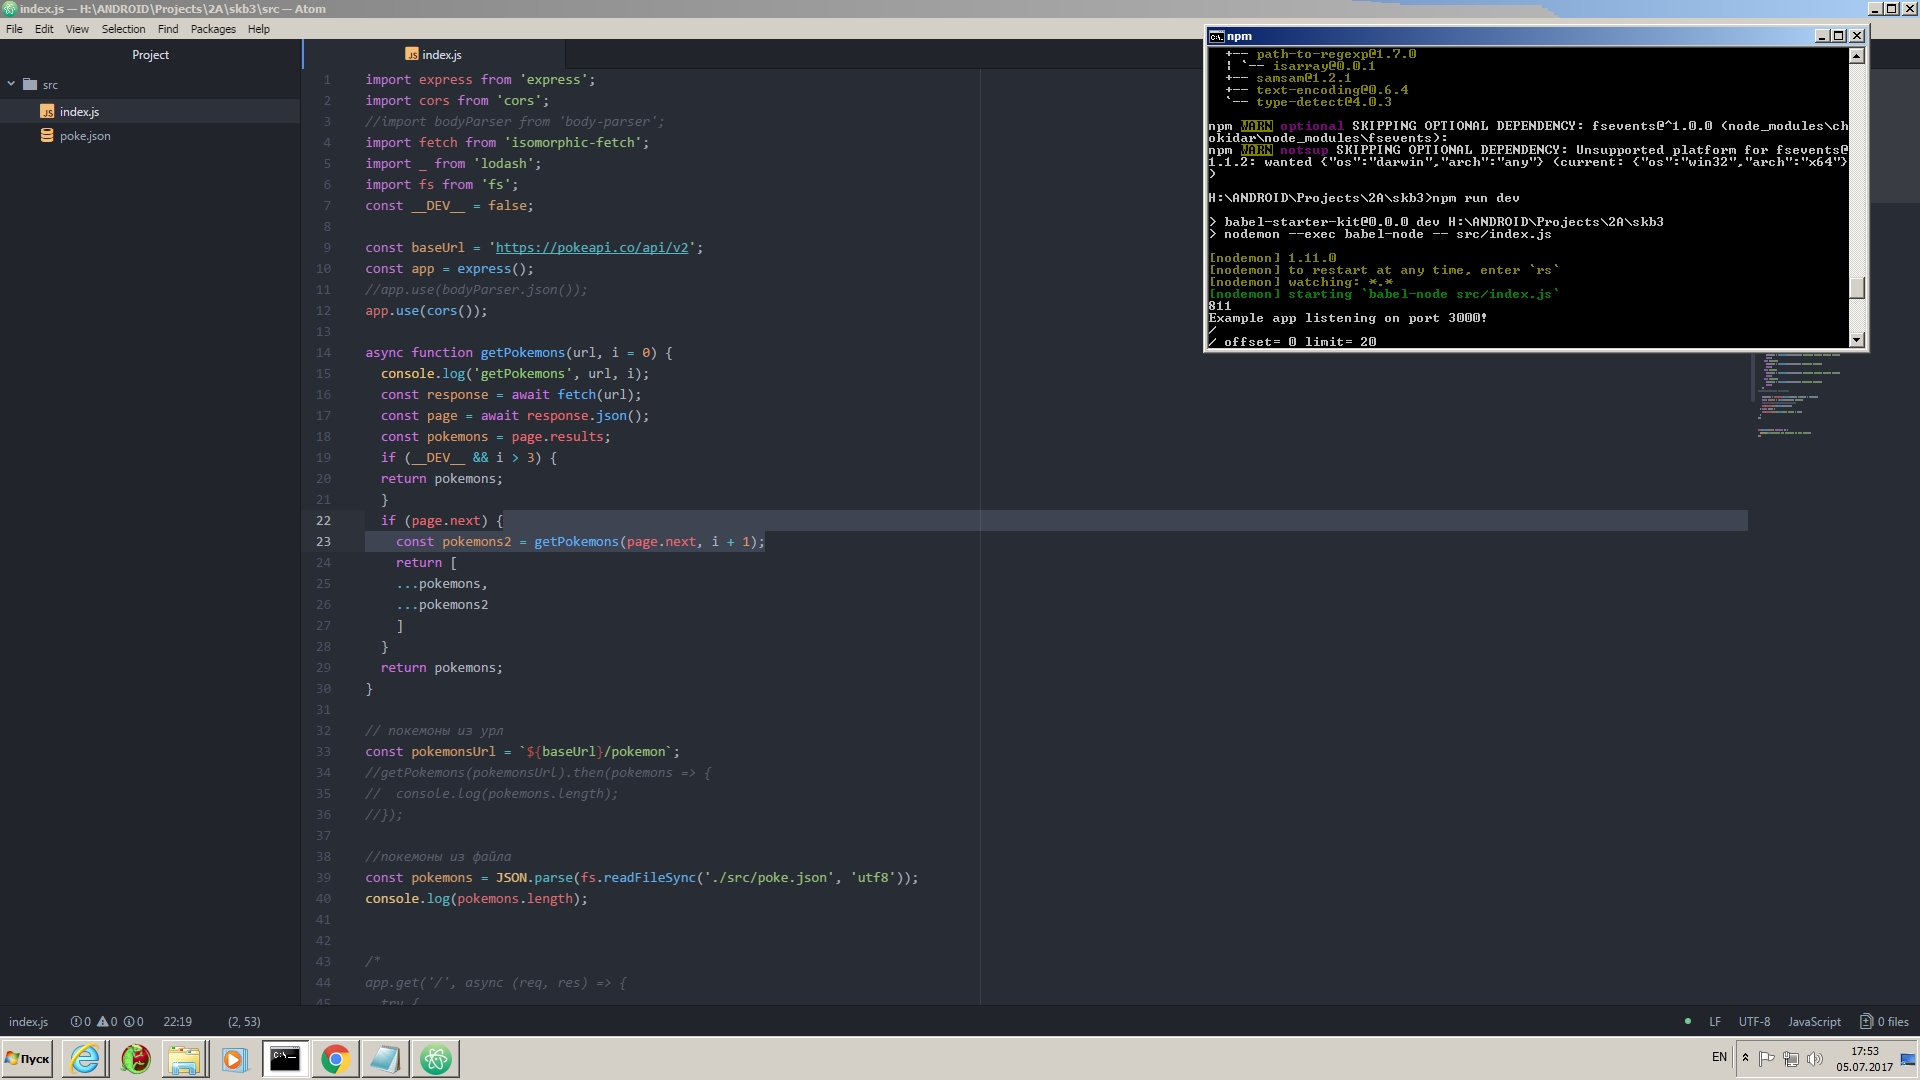 index.js — H:\ANDROID\Projects\2A\skb3\src — Atom
File Edit View Selection Find Packages Help
Project
src
index.js
poke.json
index.js
1 import express from 'express';
2 import cors from 'cors';
3 //import bodyParser from 'body-parser';
4 import fetch from 'isomorphic-fetch';
5 import _ from 'lodash';
6 import fs from 'fs';
7 const __DEV__ = false;
8
9 const baseUrl = 'https://pokeapi.co/api/v2';
10 const app = express();
11 //app.use(bodyParser.json());
12 app.use(cors());
13
14 async function getPokemons(url, i = 0) {
15 console.log('getPokemons', url, i);
16 const response = await fetch(url);
17 const page = await response.json();
18 const pokemons = page.results;
19 if (__DEV__ && i > 3) {
20 return pokemons;
21 }
22 if (page.next) {
23 const pokemons2 = getPokemons(page.next, i + 1);
24 return [
25 ...pokemons,
26 ...pokemons2
27 ]
28 }
29 return pokemons;
30 }
31
32 // покемоны из урл
33 const pokemonsUrl = `${baseUrl}/pokemon`;
34 //getPokemons(pokemonsUrl).then(pokemons => {
35 //  console.log(pokemons.length);
36 //});
37
38 //покемоны из файла
39 const pokemons = JSON.parse(fs.readFileSync('./src/poke.json', 'utf8'));
40 console.log(pokemons.length);
41
42
43 /*
44 app.get('/', async (req, res) => {
45 try {
npm
+-- path-to-regexp@1.7.0
¦ `-- isarray@0.0.1
+-- samsam@1.2.1
+-- text-encoding@0.6.4
`-- type-detect@4.0.3
npm WARN optional SKIPPING OPTIONAL DEPENDENCY: fsevents@^1.0.0 (node_modules\ch
okidar\node_modules\fsevents):
npm WARN notsup SKIPPING OPTIONAL DEPENDENCY: Unsupported platform for fsevents@
1.1.2: wanted {"os":"darwin","arch":"any"} (current: {"os":"win32","arch":"x64"}
)
H:\ANDROID\Projects\2A\skb3>npm run dev
> babel-starter-kit@0.0.0 dev H:\ANDROID\Projects\2A\skb3
> nodemon --exec babel-node -- src/index.js
[nodemon] 1.11.0
[nodemon] to restart at any time, enter `rs`
[nodemon] watching: *.*
[nodemon] starting `babel-node src/index.js`
811
Example app listening on port 3000!
/
/ offset= 0 limit= 20
index.js 0 0 0 22:19 (2, 53)
LF UTF-8 JavaScript 0 files
Пуск
EN
17:53
05.07.2017